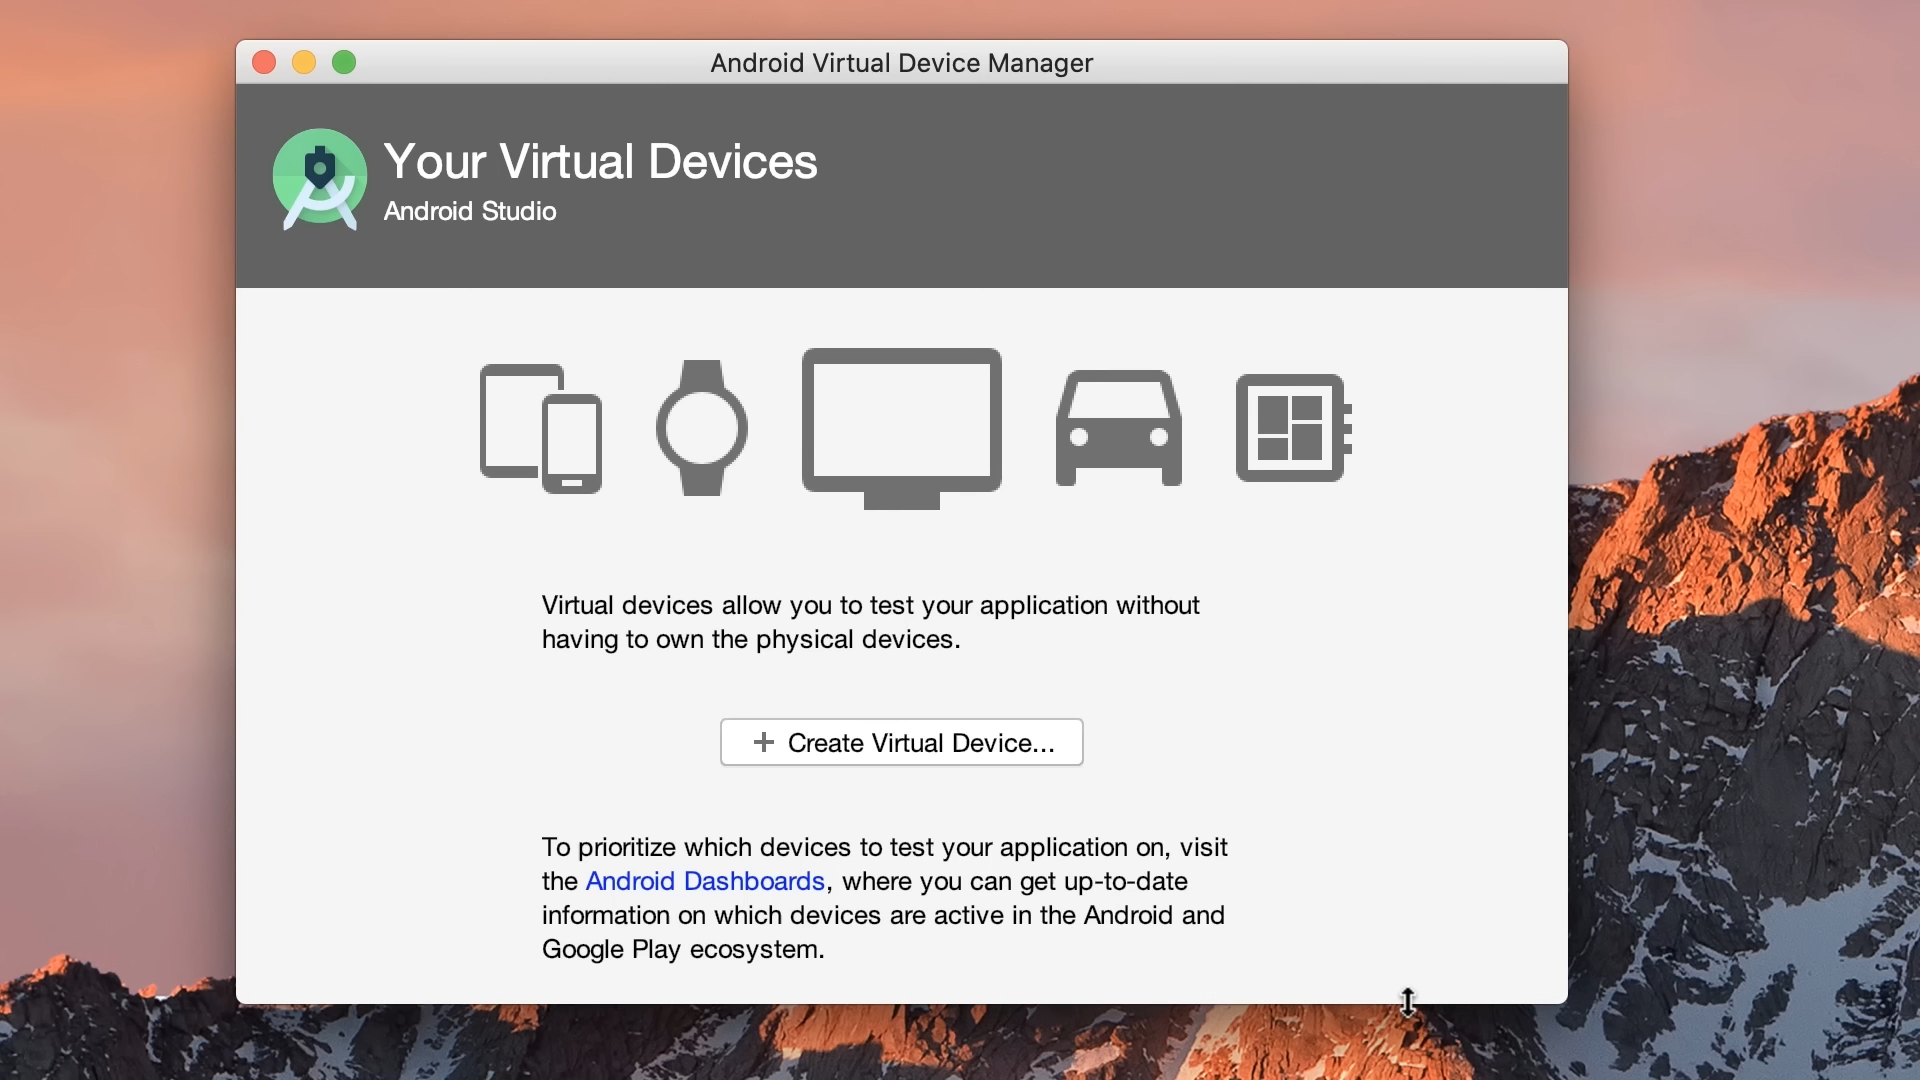 Android Virtual Device Manager
Your Virtual Devices
Android Studio
Virtual devices allow you to test your application without
having to own the physical devices.
+ Create Virtual Device...
To prioritize which devices to test your application on, visit
the Android Dashboards, where you can get up-to-date
information on which devices are active in the Android and
Google Play ecosystem.